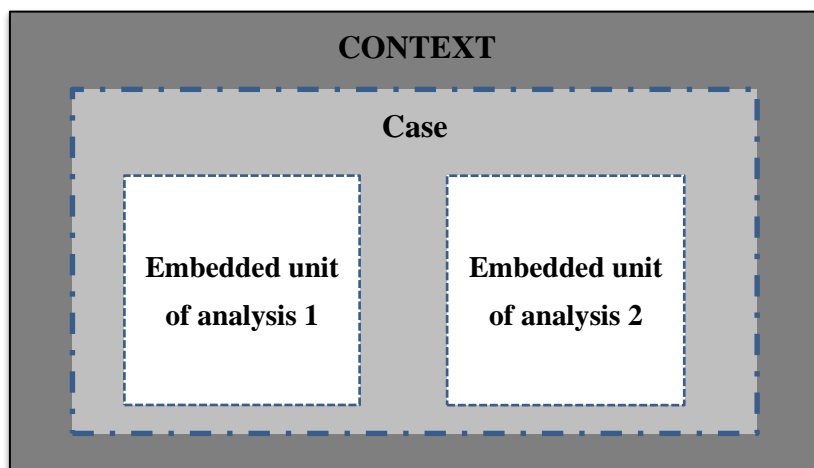 CONTEXT
Case
Embedded unit
of analysis 1
Embedded unit
of analysis 2